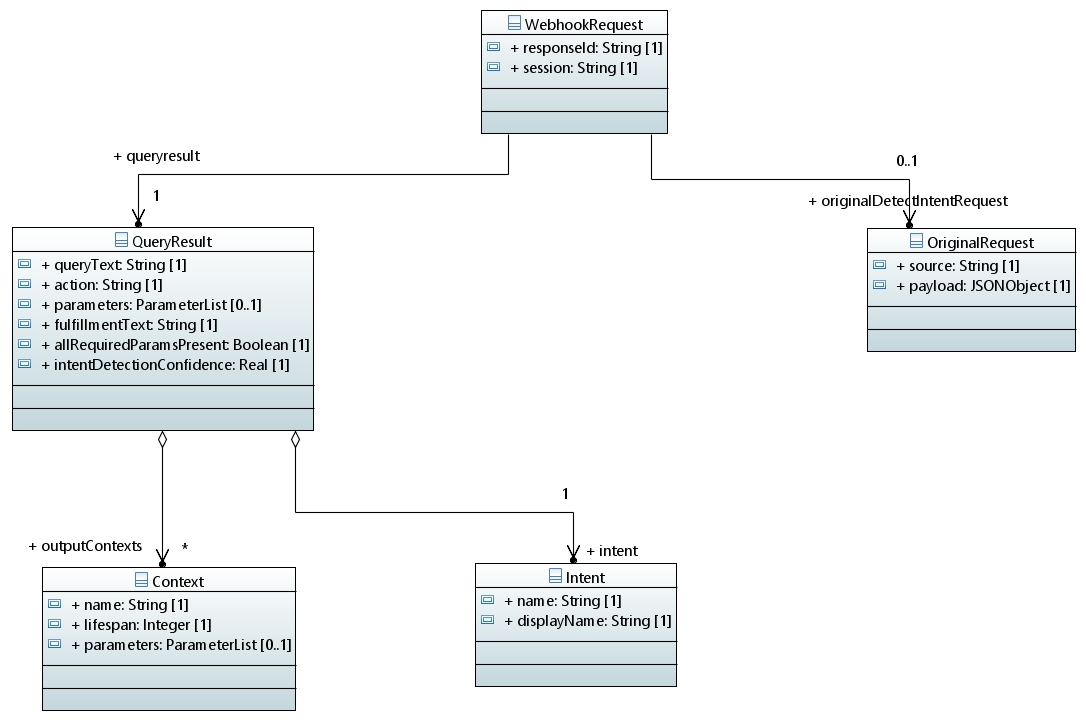 WebhookRequest
+ responseId: String [1]
+ session: String [1]
+ queryresult
1
0..1
+ originalDetectIntentRequest
QueryResult
+ queryText: String [1]
+ action: String [1]
+ parameters: ParameterList [0..1]
+ fulfillmentText: String [1]
+ allRequiredParamsPresent: Boolean [1]
+ intentDetectionConfidence: Real [1]
OriginalRequest
+ source: String [1]
+ payload: JSONObject [1]
+ outputContexts
*
1
+ intent
Context
+ name: String [1]
+ lifespan: Integer [1]
+ parameters: ParameterList [0..1]
Intent
+ name: String [1]
+ displayName: String [1]